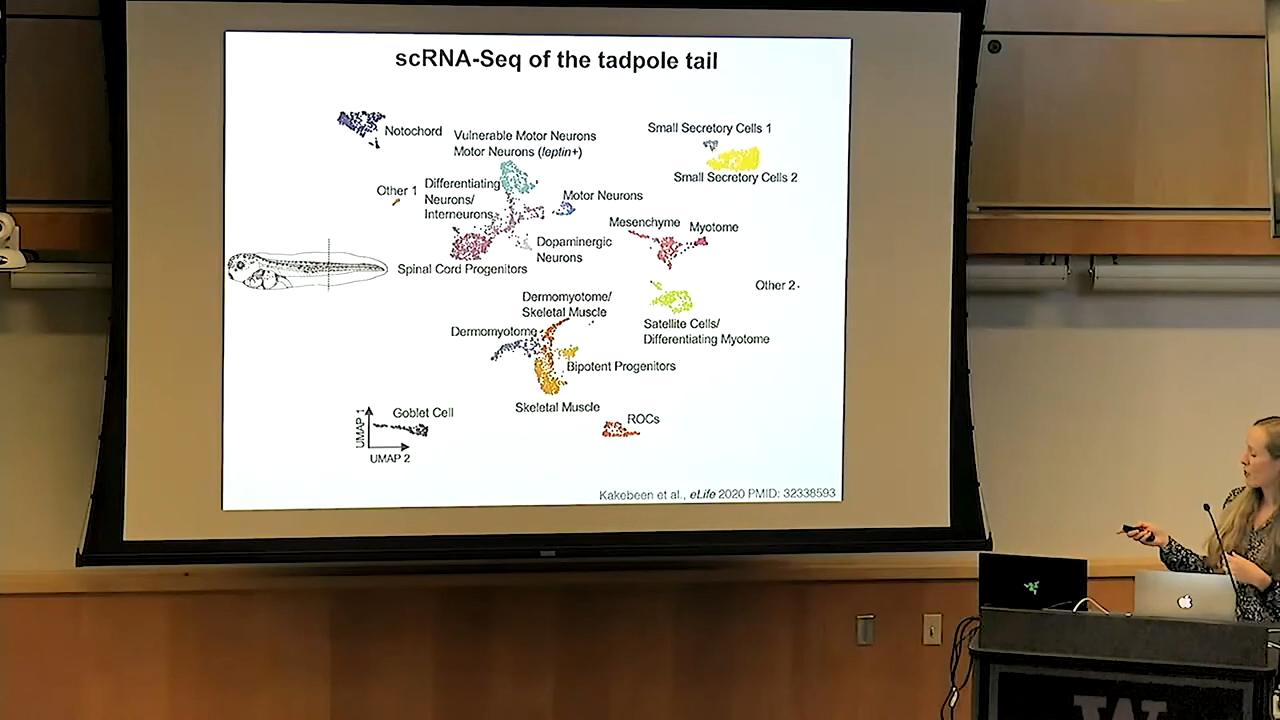 scRNA-Seq of the tadpole tail
Notochord
Vulnerable Motor Neurons
Motor Neurons (leptin+)
Small Secretory Cells 1
Small Secretory Cells 2
Other 1
Differentiating
Neurons/
Interneurons
Motor Neurons
Mesenchyme
Myotome
Dopaminergic
Neurons
Spinal Cord Progenitors
Other 2
Dermomyotome/
Skeletal Muscle
Satellite Cells/
Differentiating Myotome
Dermomyotome
Bipotent Progenitors
Skeletal Muscle
Goblet Cell
ROCs
UMAP 1
UMAP 2
Kakebeen et al., eLife 2020 PMID: 32338593
W